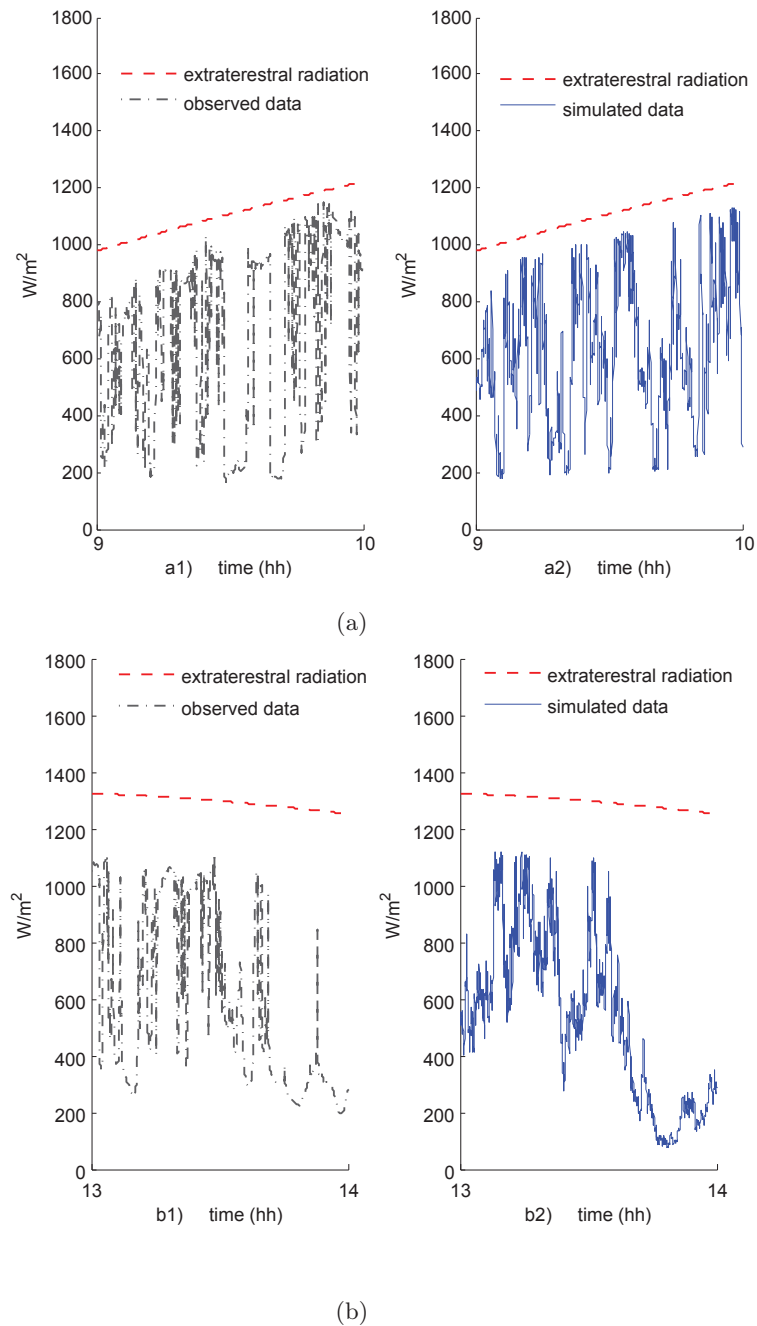 1800
1600
1400
1200
1000
800
600
400
200
0
W/m²
extraterestral radiation
observed data
9
10
a1) time (hh)
1800
1600
1400
1200
1000
800
600
400
200
0
W/m²
extraterestral radiation
simulated data
9
10
a2) time (hh)
(a)
1800
1600
1400
1200
1000
800
600
400
200
0
W/m²
extraterestral radiation
observed data
13
14
b1) time (hh)
1800
1600
1400
1200
1000
800
600
400
200
0
W/m²
extraterestral radiation
simulated data
13
14
b2) time (hh)
(b)